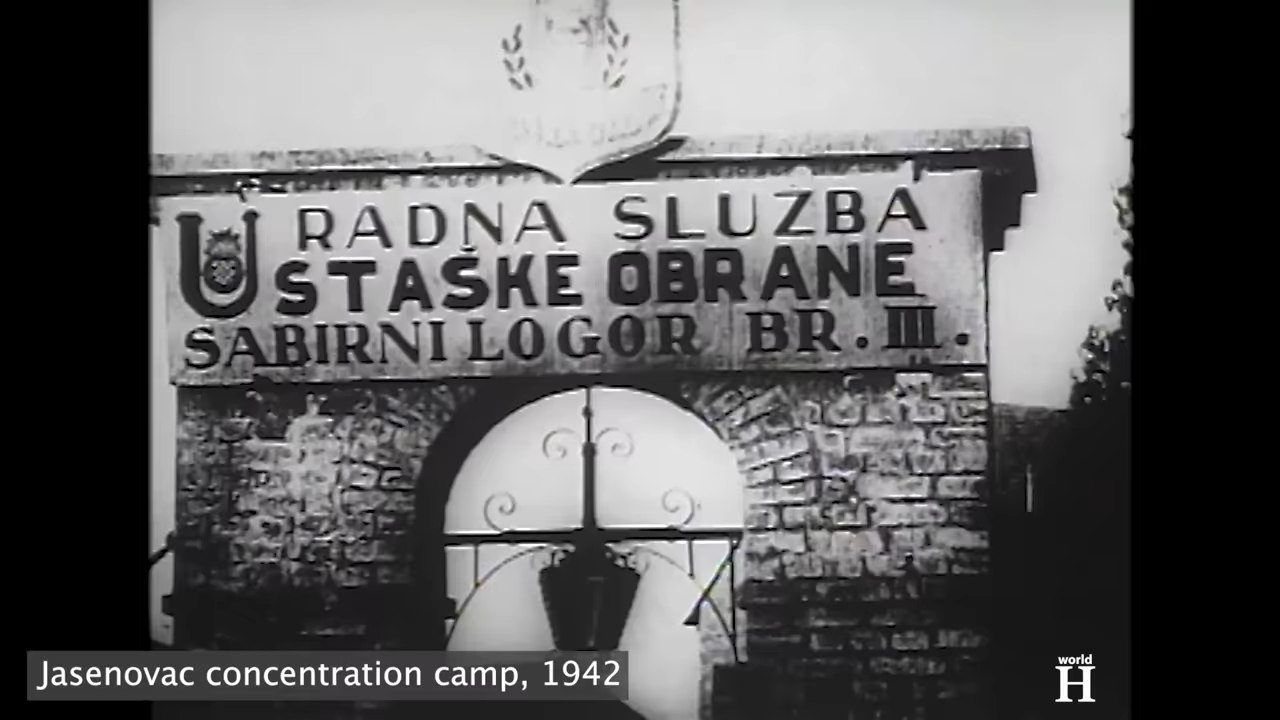 RADNA SLUZBA
USTAŠKE OBRANE
SABIRNI LOGOR BR. III.
Jasenovac concentration camp, 1942
world
H